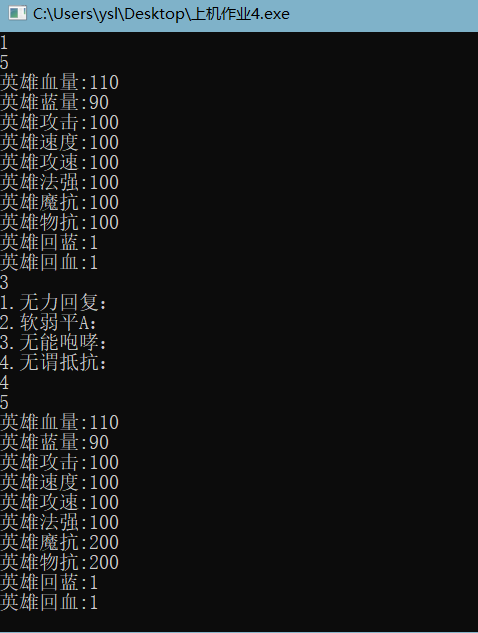 C:\Users\ysl\Desktop\上机作业4.exe
1
5
英雄血量:110
英雄蓝量:90
英雄攻击:100
英雄速度:100
英雄攻速:100
英雄法强:100
英雄魔抗:100
英雄物抗:100
英雄回蓝:1
英雄回血:1
3
1.无力回复：
2.软弱平A：
3.无能咆哮：
4.无谓抵抗：
4
5
英雄血量:110
英雄蓝量:90
英雄攻击:100
英雄速度:100
英雄攻速:100
英雄法强:100
英雄魔抗:200
英雄物抗:200
英雄回蓝:1
英雄回血:1